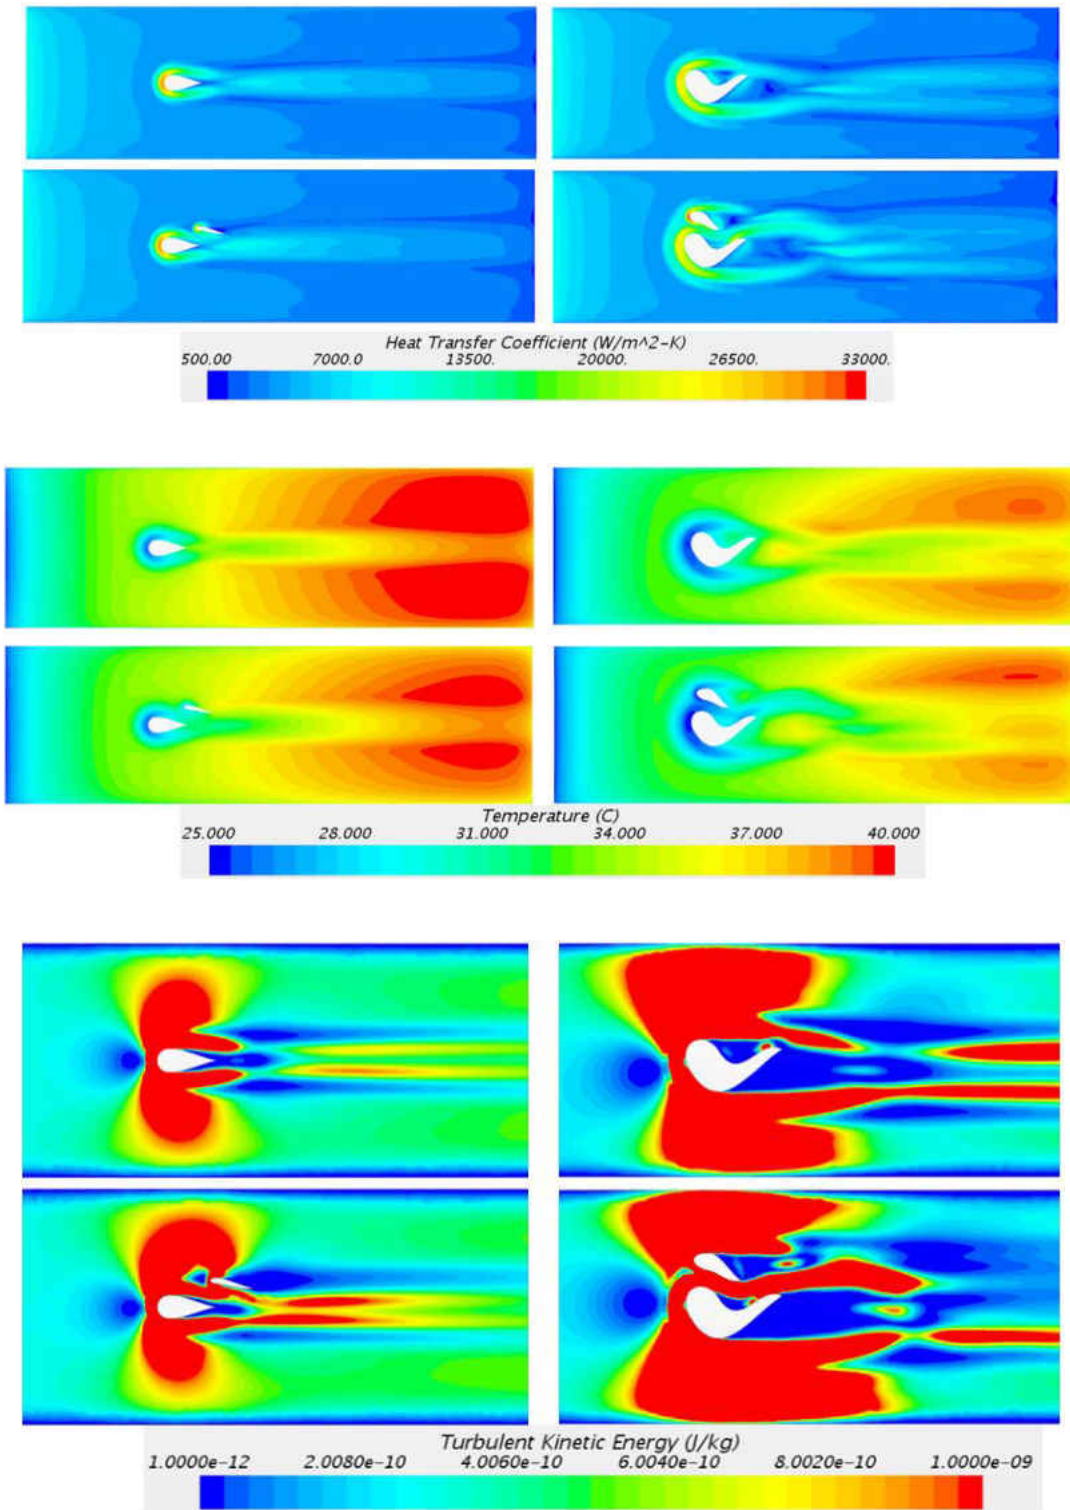 Heat Transfer Coefficient (W/m^2-K)
500.00 7000.0 13500. 20000. 26500. 33000.
Temperature (C)
25.000 28.000 31.000 34.000 37.000 40.000
Turbulent Kinetic Energy (J/kg)
1.0000e-12 2.0080e-10 4.0060e-10 6.0040e-10 8.0020e-10 1.0000e-09